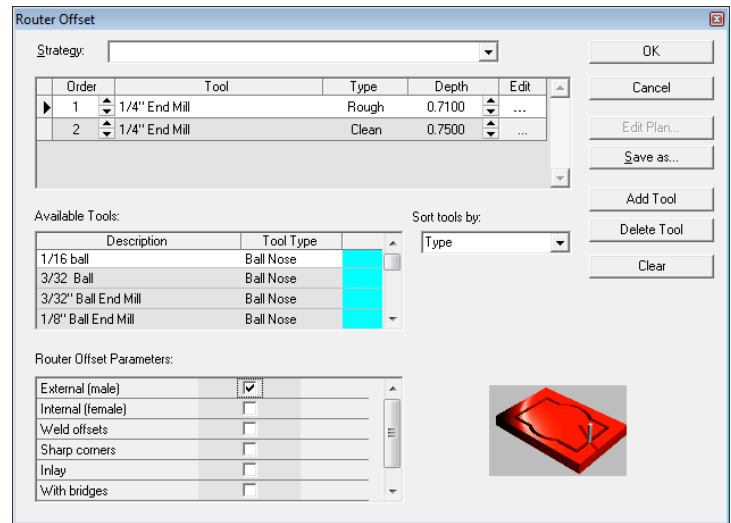 Router Offset
Strategy:
OK
Order Tool Type Depth Edit
Cancel
1 1/4" End Mill Rough 0.7100 ...
2 1/4" End Mill Clean 0.7500 ...
Edit Plan...
Save as...
Add Tool
Available Tools:
Sort tools by:
Delete Tool
Description Tool Type
Type
1/16 ball Ball Nose
Clear
3/32 Ball Ball Nose
3/32" Ball End Mill Ball Nose
1/8" Ball End Mill Ball Nose
Router Offset Parameters:
External (male)
Internal (female)
Weld offsets
Sharp corners
Inlay
With bridges